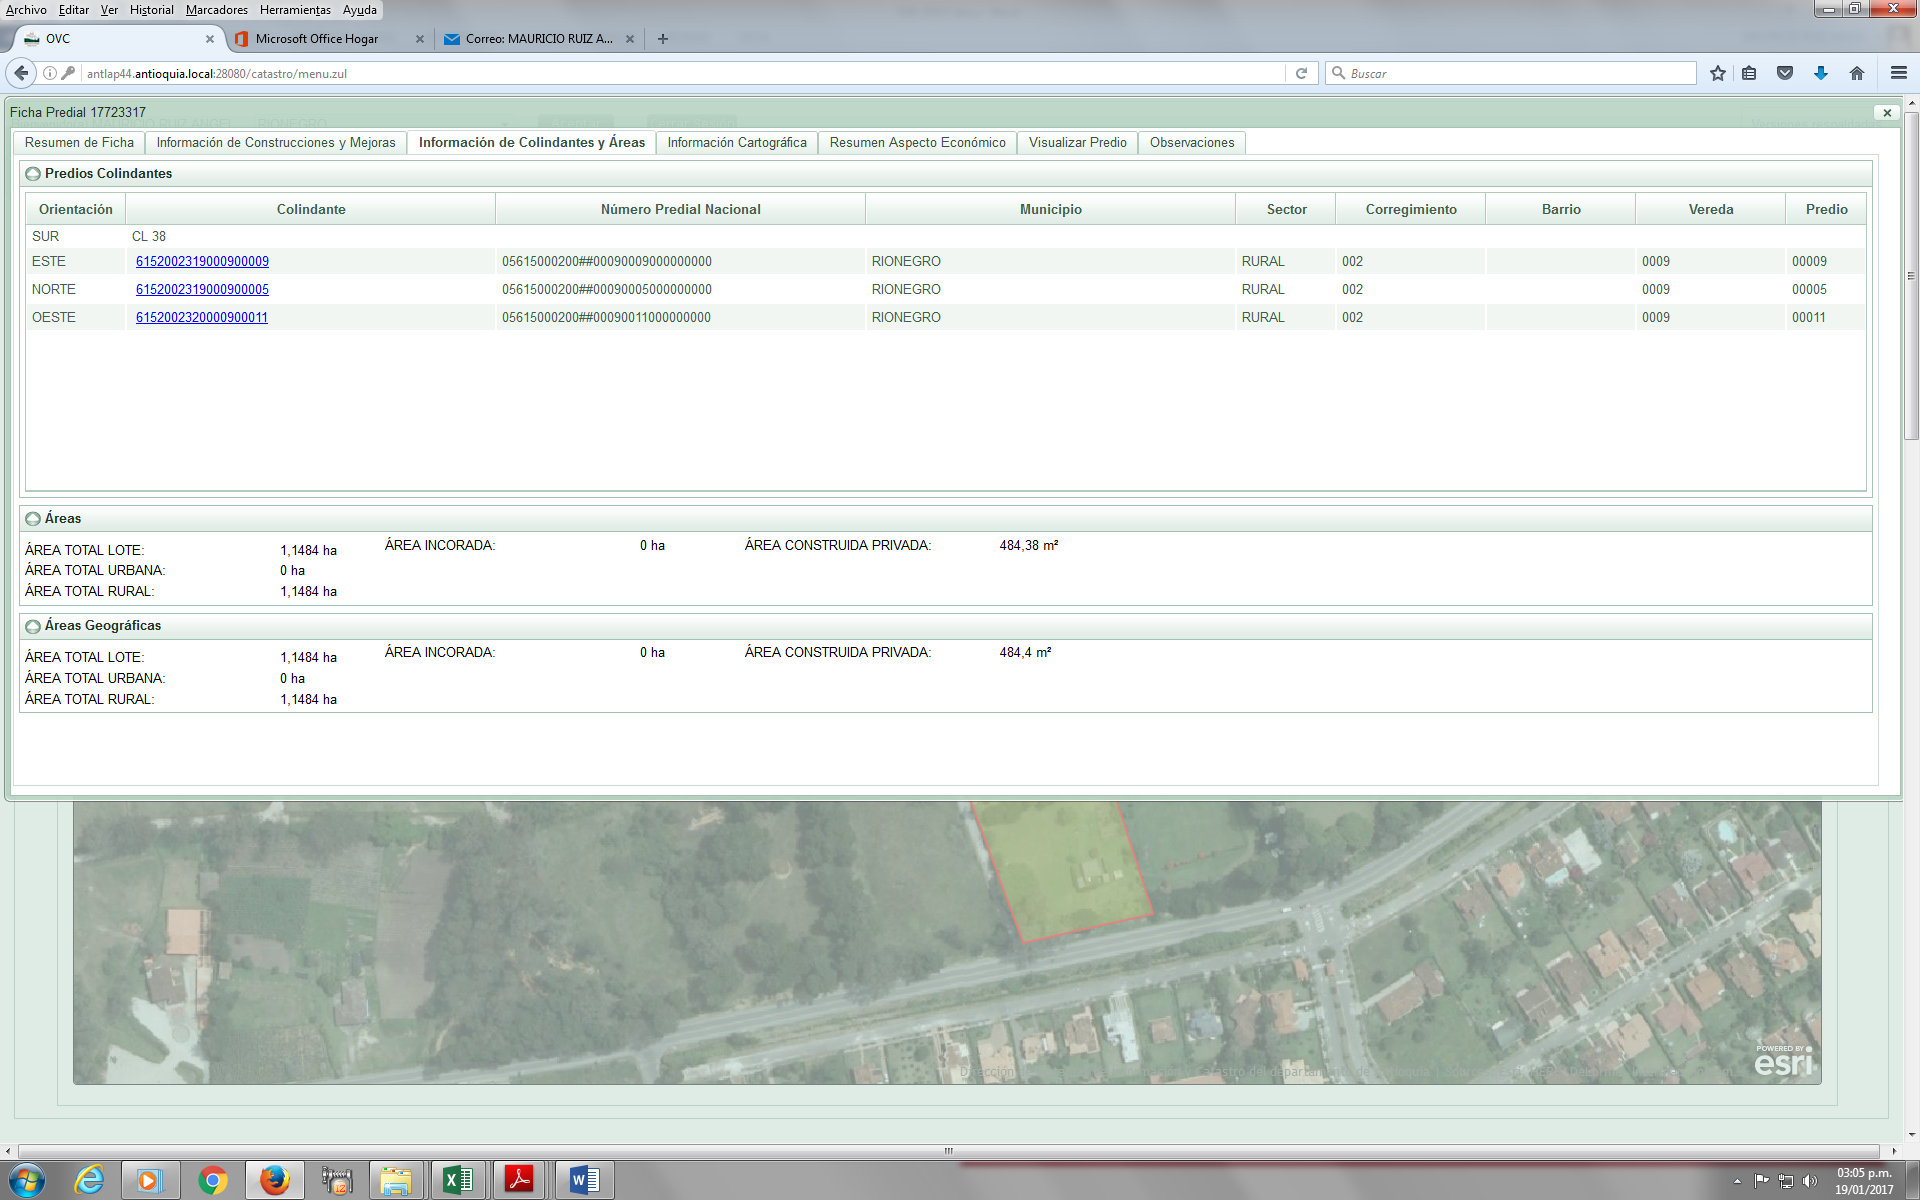 Archivo Editar Ver Historial Marcadores Herramientas Ayuda
OVC
Microsoft Office Hogar
Correo: MAURICIO RUIZ A...
antlap44.antioquia.local:28080/catastro/menu.zul
Buscar
Ficha Predial 17723317
Resumen de Ficha
Información de Construcciones y Mejoras
Información de Colindantes y Áreas
Información Cartográfica
Resumen Aspecto Económico
Visualizar Predio
Observaciones
Predios Colindantes
Orientación Colindante Número Predial Nacional Municipio Sector Corregimiento Barrio Vereda Predio
SUR CL 38
ESTE 6152002319000900009 05615000200##00090009000000000 RIONEGRO RURAL 002 0009 00009
NORTE 6152002319000900005 05615000200##00090005000000000 RIONEGRO RURAL 002 0009 00005
OESTE 6152002320000900011 05615000200##00090011000000000 RIONEGRO RURAL 002 0009 00011
Áreas
ÁREA TOTAL LOTE: 1,1484 ha ÁREA INCORADA: 0 ha ÁREA CONSTRUIDA PRIVADA: 484,38 m²
ÁREA TOTAL URBANA: 0 ha
ÁREA TOTAL RURAL: 1,1484 ha
Áreas Geográficas
ÁREA TOTAL LOTE: 1,1484 ha ÁREA INCORADA: 0 ha ÁREA CONSTRUIDA PRIVADA: 484,4 m²
ÁREA TOTAL URBANA: 0 ha
ÁREA TOTAL RURAL: 1,1484 ha
POWERED BY
esri
03:05 p.m.
19/01/2017